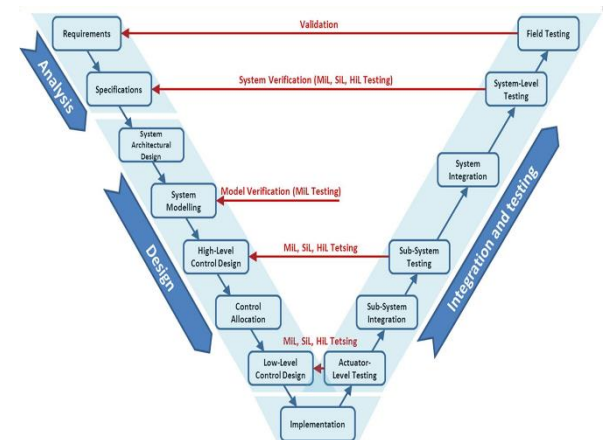 Validation
Requirements
Field Testing
System Verification (MiL, SiL, HiL Testing)
Specifications
System-Level
Testing
Analysis
System
Architectural
Design
System
Integration
Model Verification (MiL Testing)
System
Modelling
MiL, SiL, HiL Tetsing
High-Level
Control Design
Sub-System
Testing
Design
Integration and testing
Control
Allocation
Sub-System
Integration
MiL, SiL, HiL Tetsing
Low-Level
Control Design
Actuator-
Level Testing
Implementation